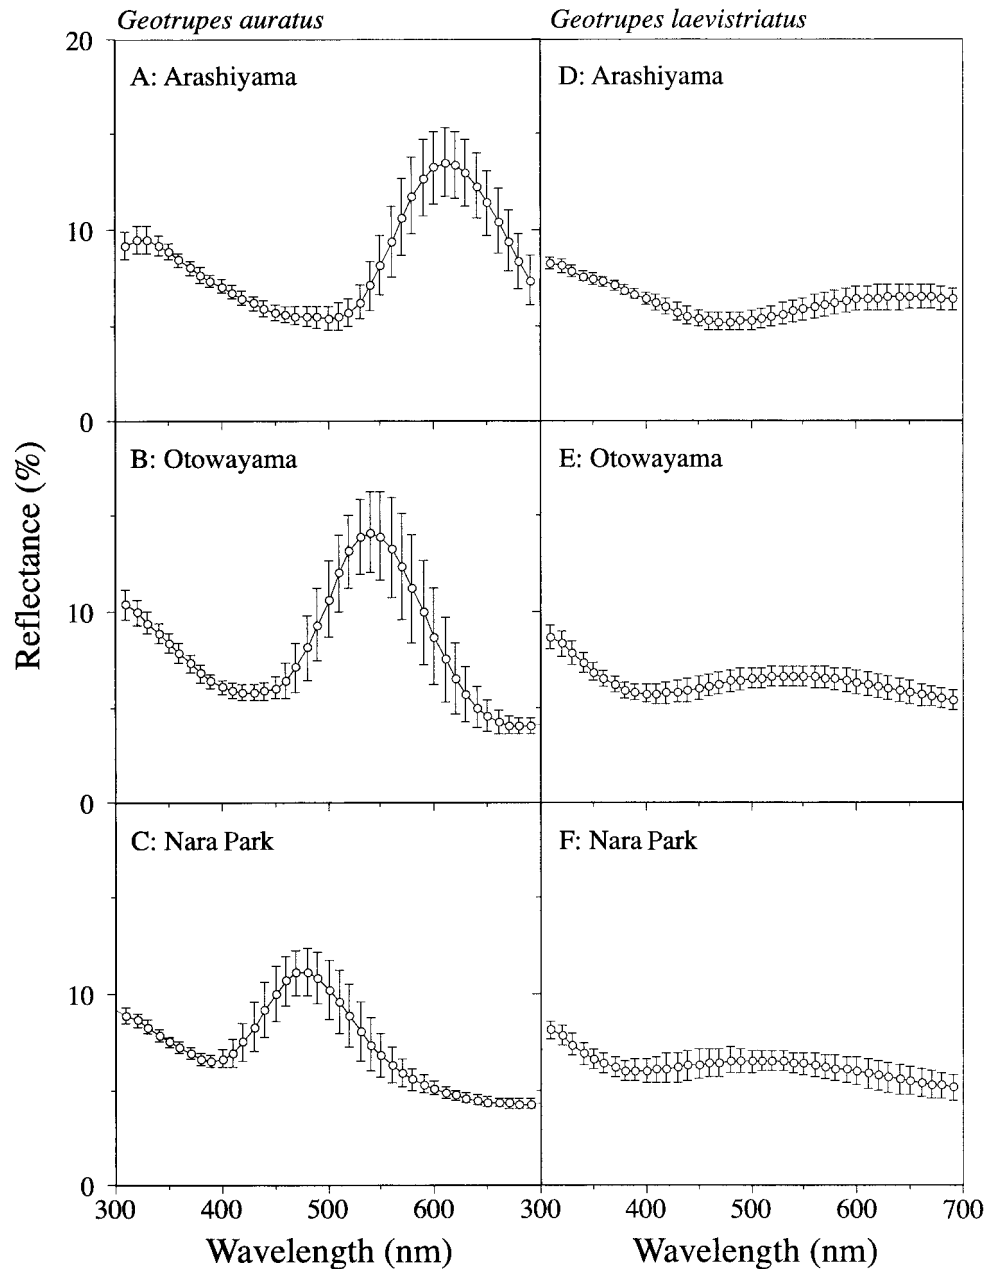 Geotrupes auratus
Geotrupes laevistriatus
20
A: Arashiyama
D: Arashiyama
10
0
B: Otowayama
E: Otowayama
Reflectance (%)
10
0
C: Nara Park
F: Nara Park
10
0
300 400 500 600 300 400 500 600 700
Wavelength (nm)
Wavelength (nm)